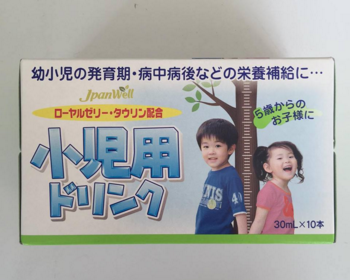 幼小児の発育期・病中病後などの栄養補給に…
JpanWell
ローヤルゼリー・タウリン配合
小児用
ドリンク
5歳からの
お子様に
30mL×10本